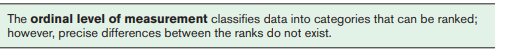 The ordinal level of measurement classifies data into categories that can be ranked;
however, precise differences between the ranks do not exist.